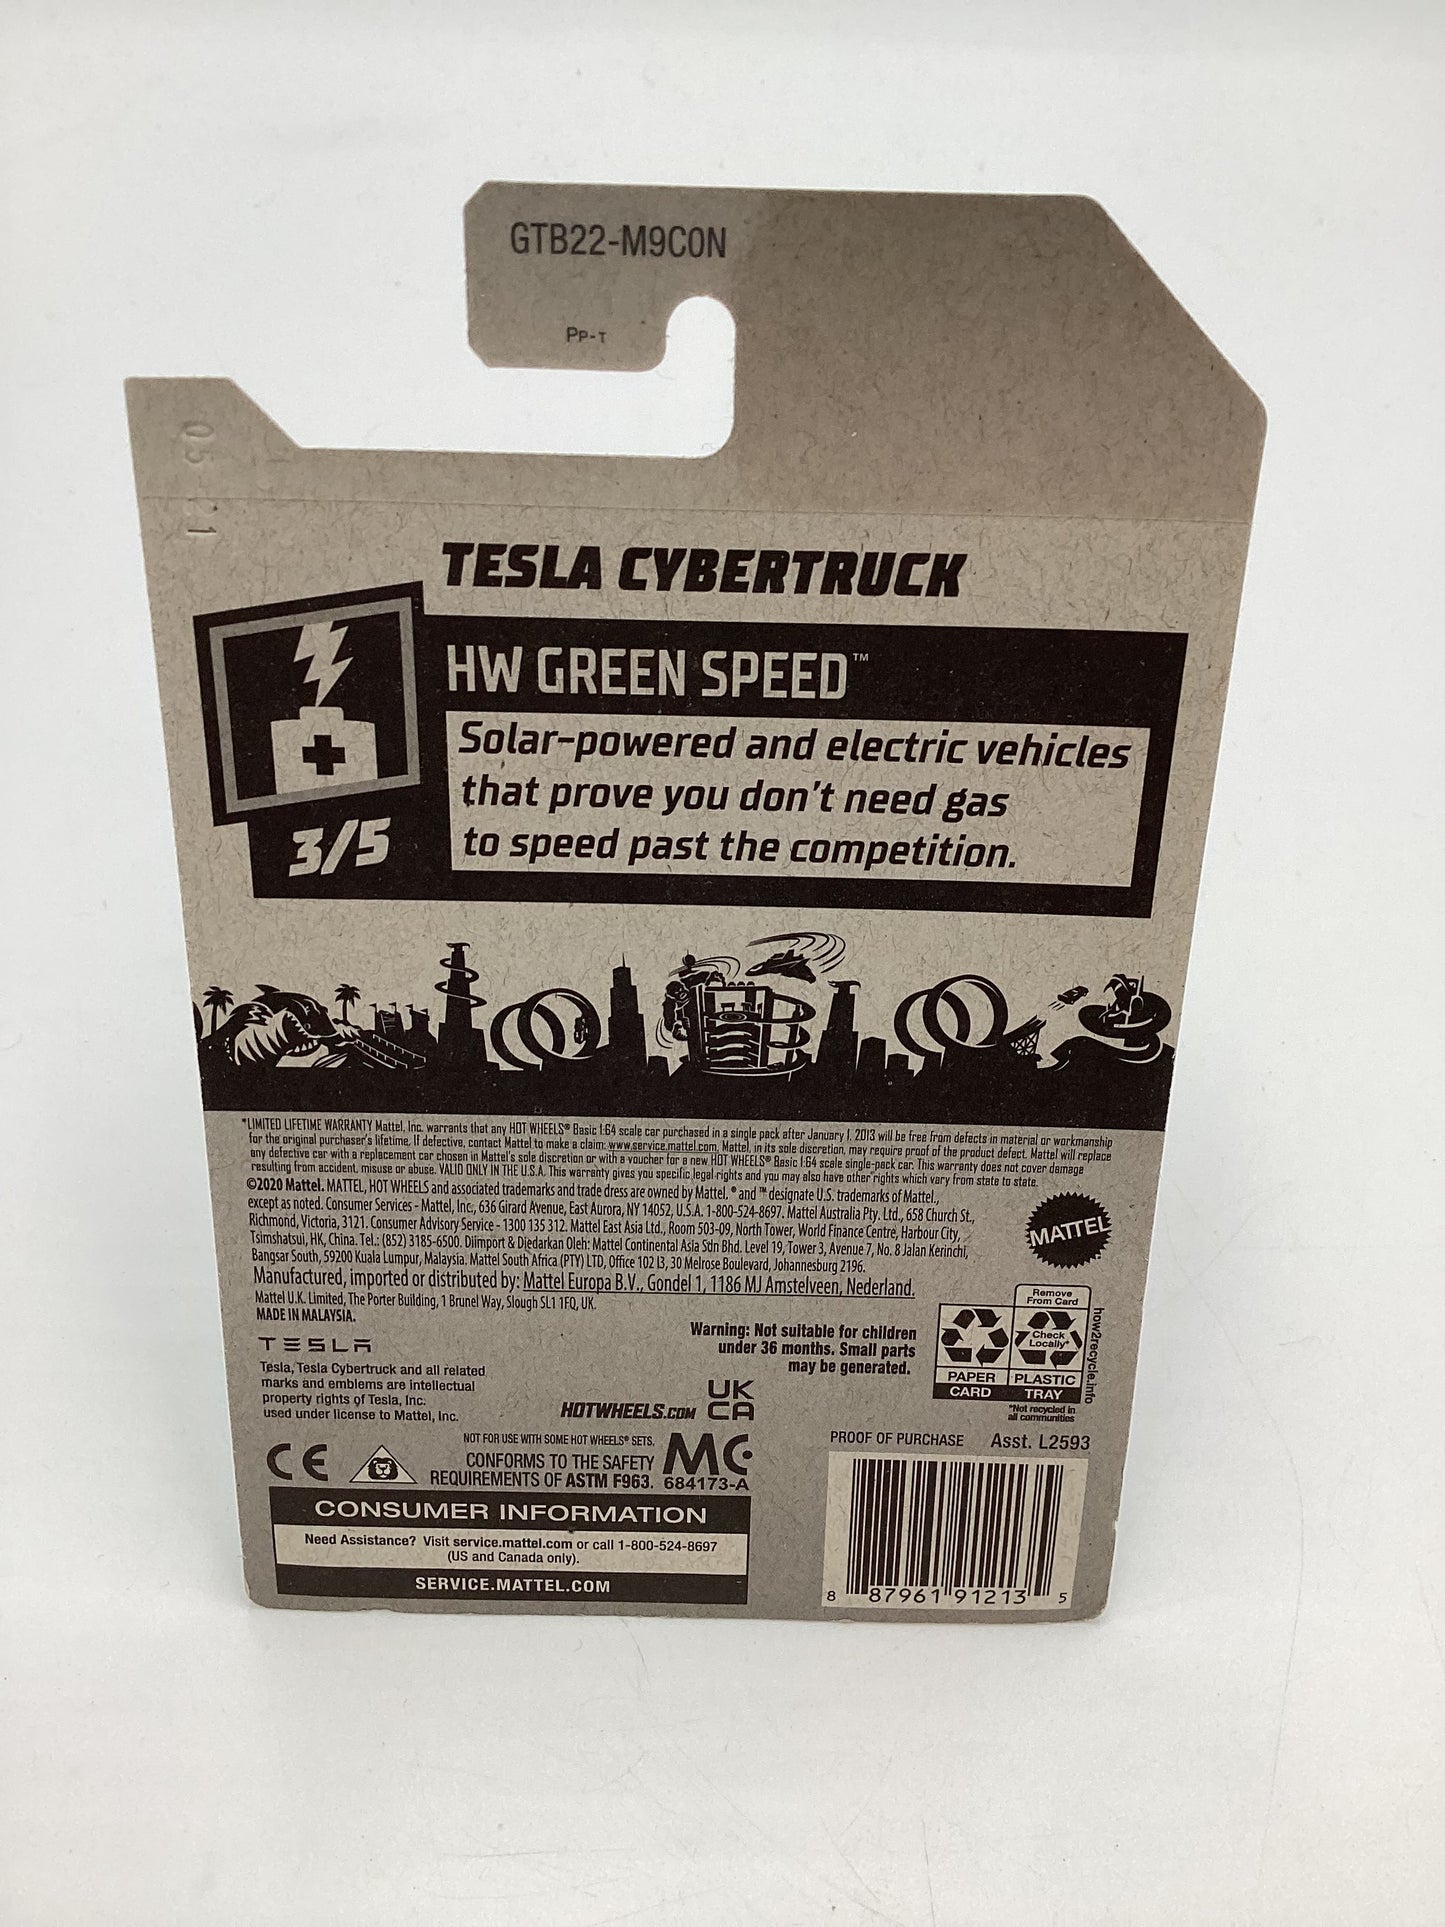 GTB22-M9C0N
PP-T
TESLA CYBERTRUCK
HW GREEN SPEED™
Solar-powered and electric vehicles
that prove you don't need gas
to speed past the competition.
3/5
*LIMITED LIFETIME WARRANTY Mattel, Inc. warrants that any HOT WHEELS® Basic 1:64 scale car purchased in a single pack after January 1, 2013 will be free from defects in material or workmanship
for the original purchaser's lifetime. If defective, contact Mattel to make a claim: www.service.mattel.com. Mattel, in its sole discretion, may require proof of the product defect. Mattel will replace
any defective car with a replacement car chosen in Mattel's sole discretion or with a voucher for a new HOT WHEELS® Basic 1:64 scale single-pack car. This warranty does not cover damage
resulting from accident, misuse or abuse. VALID ONLY IN THE U.S.A. This warranty gives you specific legal rights and you may also have other rights which vary from state to state.
©2020 Mattel. MATTEL, HOT WHEELS and associated trademarks and trade dress are owned by Mattel. ® and ™ designate U.S. trademarks of Mattel.,
except as noted. Consumer Services - Mattel, Inc., 636 Girard Avenue, East Aurora, NY 14052, U.S.A. 1-800-524-8697. Mattel Australia Pty. Ltd., 658 Church St.,
Richmond, Victoria, 3121. Consumer Advisory Service - 1300 135 312. Mattel East Asia Ltd., Room 503-09, North Tower, World Finance Centre, Harbour City,
Tsimshatsui, HK, China. Tel.: (852) 3185-6500. Diimport & Diedarkan Oleh: Mattel Continental Asia Sdn Bhd. Level 19, Tower 3, Avenue 7, No. 8 Jalan Kerinchi,
Bangsar South, 59200 Kuala Lumpur, Malaysia. Mattel South Africa (PTY) LTD, Office 102 I3, 30 Melrose Boulevard, Johannesburg 2196.
Manufactured, imported or distributed by: Mattel Europa B.V., Gondel 1, 1186 MJ Amstelveen, Nederland.
Mattel U.K. Limited, The Porter Building, 1 Brunel Way, Slough SL1 1FQ, UK.
MADE IN MALAYSIA.
MATTEL
TESLA
Tesla, Tesla Cybertruck and all related
marks and emblems are intellectual
property rights of Tesla, Inc.
used under license to Mattel, Inc.
Warning: Not suitable for children
under 36 months. Small parts
may be generated.
Remove
From Card
Check
Locally*
PAPER
CARD
PLASTIC
TRAY
*Not recycled in
all communities
how2recycle.info
HOTWHEELS.COM
UK
CA
NOT FOR USE WITH SOME HOT WHEELS® SETS.
CONFORMS TO THE SAFETY
REQUIREMENTS OF ASTM F963.
CE
MC
684173-A
PROOF OF PURCHASE
Asst. L2593
CONSUMER INFORMATION
Need Assistance? Visit service.mattel.com or call 1-800-524-8697
(US and Canada only).
SERVICE.MATTEL.COM
8 87961 91213 5